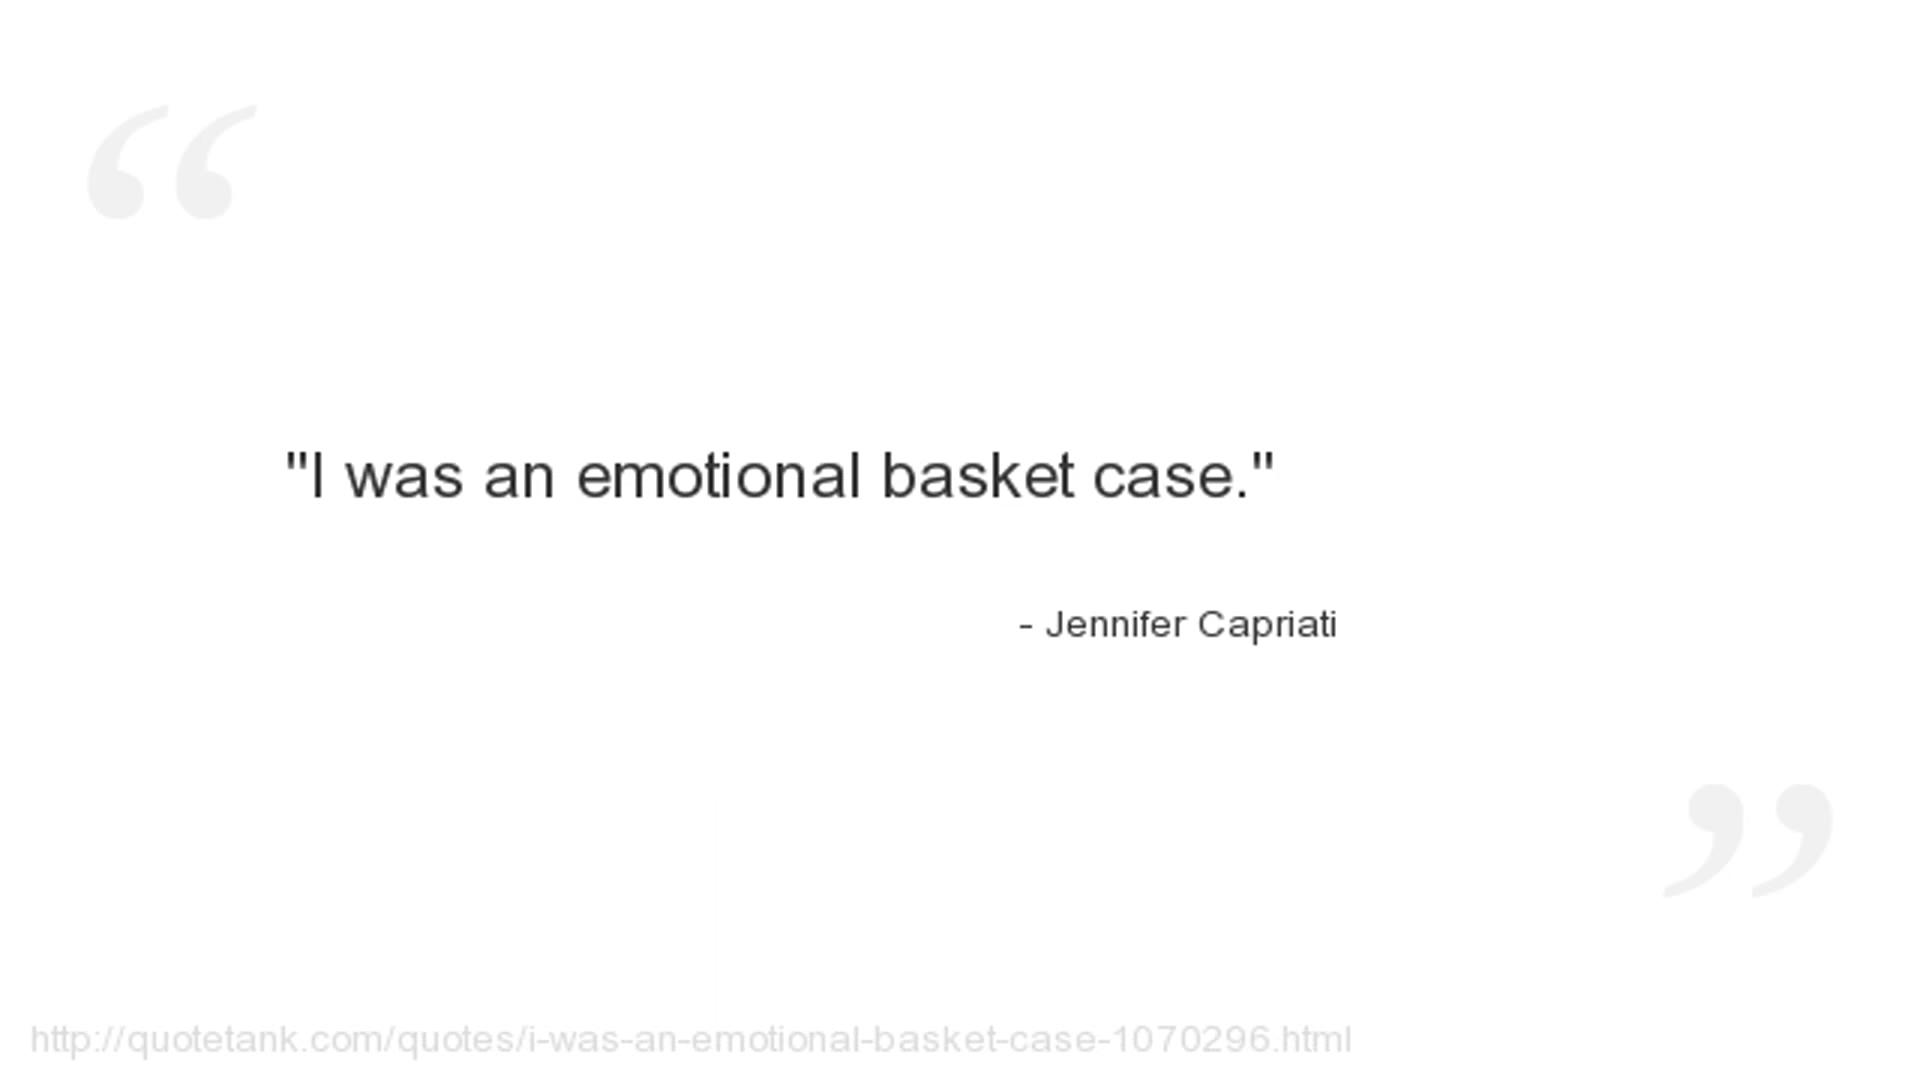 "I was an emotional basket case."
- Jennifer Capriati
http://quotetank.com/quotes/i-was-an-emotional-basket-case-1070296.html